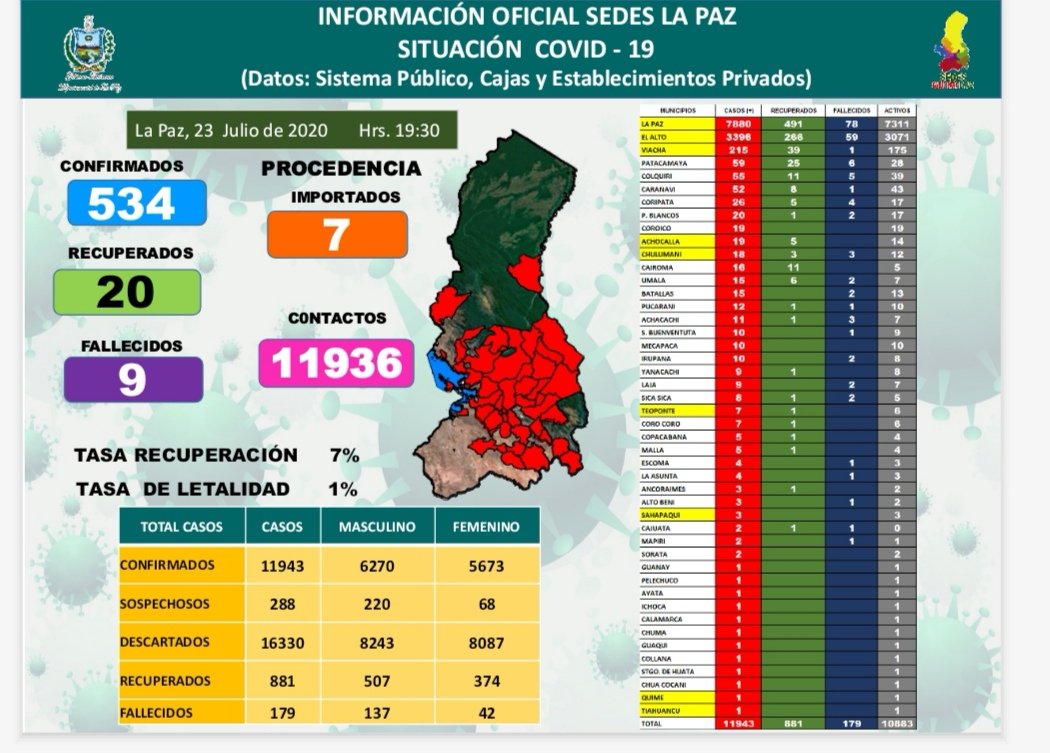 INFORMACIÓN OFICIAL SEDES LA PAZ
SITUACIÓN COVID - 19
(Datos: Sistema Público, Cajas y Establecimientos Privados)
SEDES
La Paz, 23 Julio de 2020 Hrs. 19:30
CONFIRMADOS
534
RECUPERADOS
20
FALLECIDOS
9
PROCEDENCIA
IMPORTADOS
7
C0NTACTOS
11936
TASA RECUPERACIÓN 7%
TASA DE LETALIDAD 1%
TOTAL CASOS CASOS MASCULINO FEMENINO
CONFIRMADOS 11943 6270 5673
SOSPECHOSOS 288 220 68
DESCARTADOS 16330 8243 8087
RECUPERADOS 881 507 374
FALLECIDOS 179 137 42
MUNICIPIOS CASOS (+) RECUPERADOS FALLECIDOS ACTIVOS
LA PAZ 7880 491 78 7311
EL ALTO 3396 266 59 3071
VIACHA 215 39 1 175
PATACAMAYA 59 25 6 28
COLQUIRI 55 11 5 39
CARANAVI 52 8 1 43
CORIPATA 26 5 4 17
P. BLANCOS 20 1 2 17
COROICO 19 19
ACHOCALLA 19 5 14
CHULUMANI 18 3 3 12
CAIROMA 16 11 5
UMALA 15 6 2 7
BATALLAS 15 2 13
PUCARANI 12 1 1 10
ACHACACHI 11 1 3 7
S. BUENVENTUTA 10 1 9
MECAPACA 10 10
IRUPANA 10 2 8
YANACACHI 9 1 8
LAJA 9 2 7
SICA SICA 8 1 2 5
TEOPONTE 7 1 6
CORO CORO 7 1 6
COPACABANA 5 1 4
MALLA 5 1 4
ESCOMA 4 1 3
LA ASUNTA 4 1 3
ANCORAIMES 3 1 2
ALTO BENI 3 1 2
SAHAPAQUI 3 3
CAJUATA 2 1 1 0
MAPIRI 2 1 1
SORATA 2 2
GUANAY 1 1
PELECHUCO 1 1
AYATA 1 1
ICHOCA 1 1
CALAMARCA 1 1
CHUMA 1 1
GUAQUI 1 1
COLLANA 1 1
STGO. DE HUATA 1 1
CHUA COCANI 1 1
QUIME 1 1
TIAHUANCU 1 1
TOTAL 11943 881 179 10883